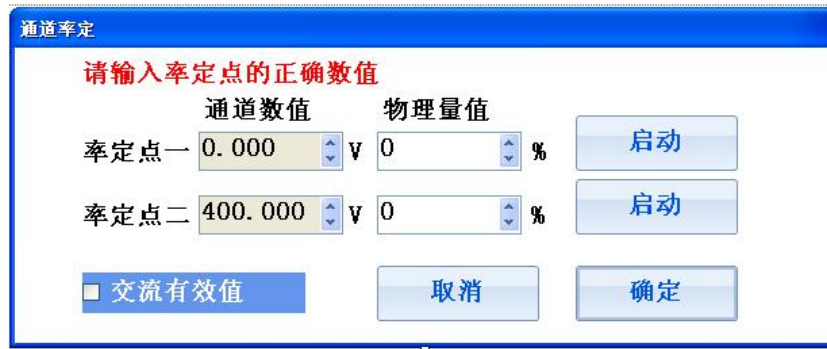 通道率定
请输入率定点的正确数值
通道数值 物理量值
率定点一 0.000 V 0 % 启动
率定点二 400.000 V 0 % 启动
交流有效值 取消 确定